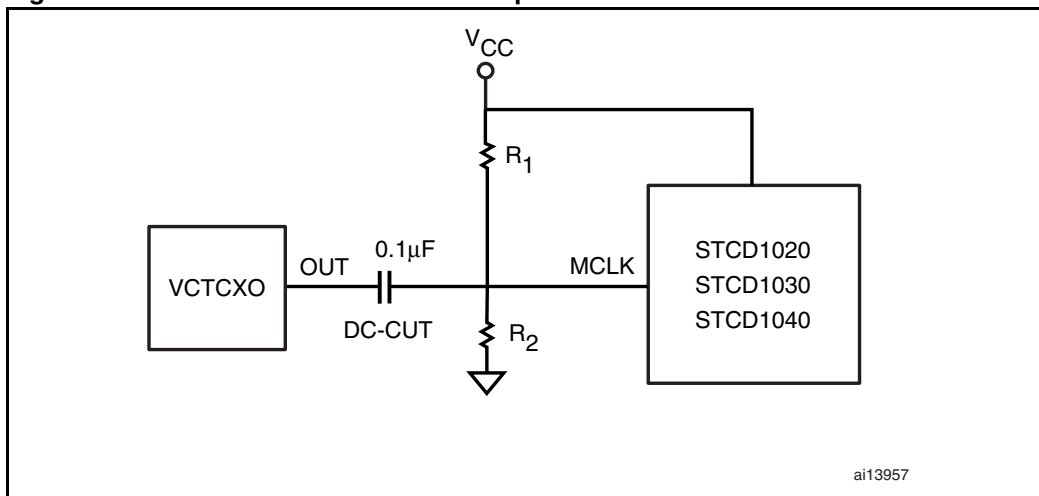 VCC
R1
0.1μF
OUT
MCLK
VCTCXO
DC-CUT
R2
STCD1020
STCD1030
STCD1040
ai13957